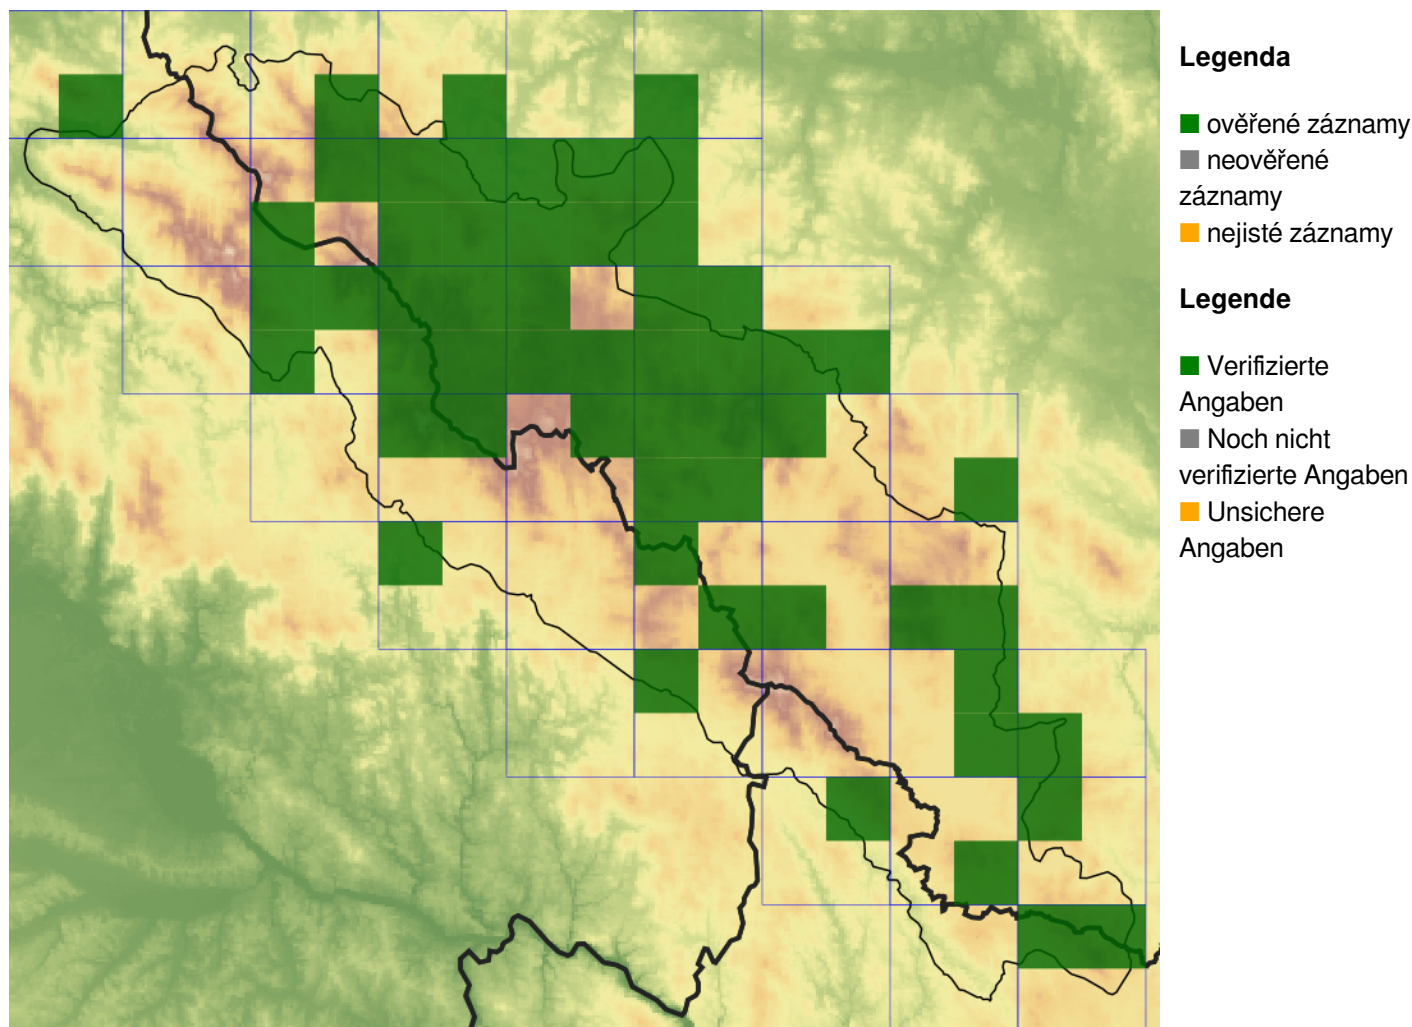 Legenda
ověřené záznamy
neověřené
záznamy
nejisté záznamy
Legende
Verifizierte
Angaben
Noch nicht
verifizierte Angaben
Unsichere
Angaben